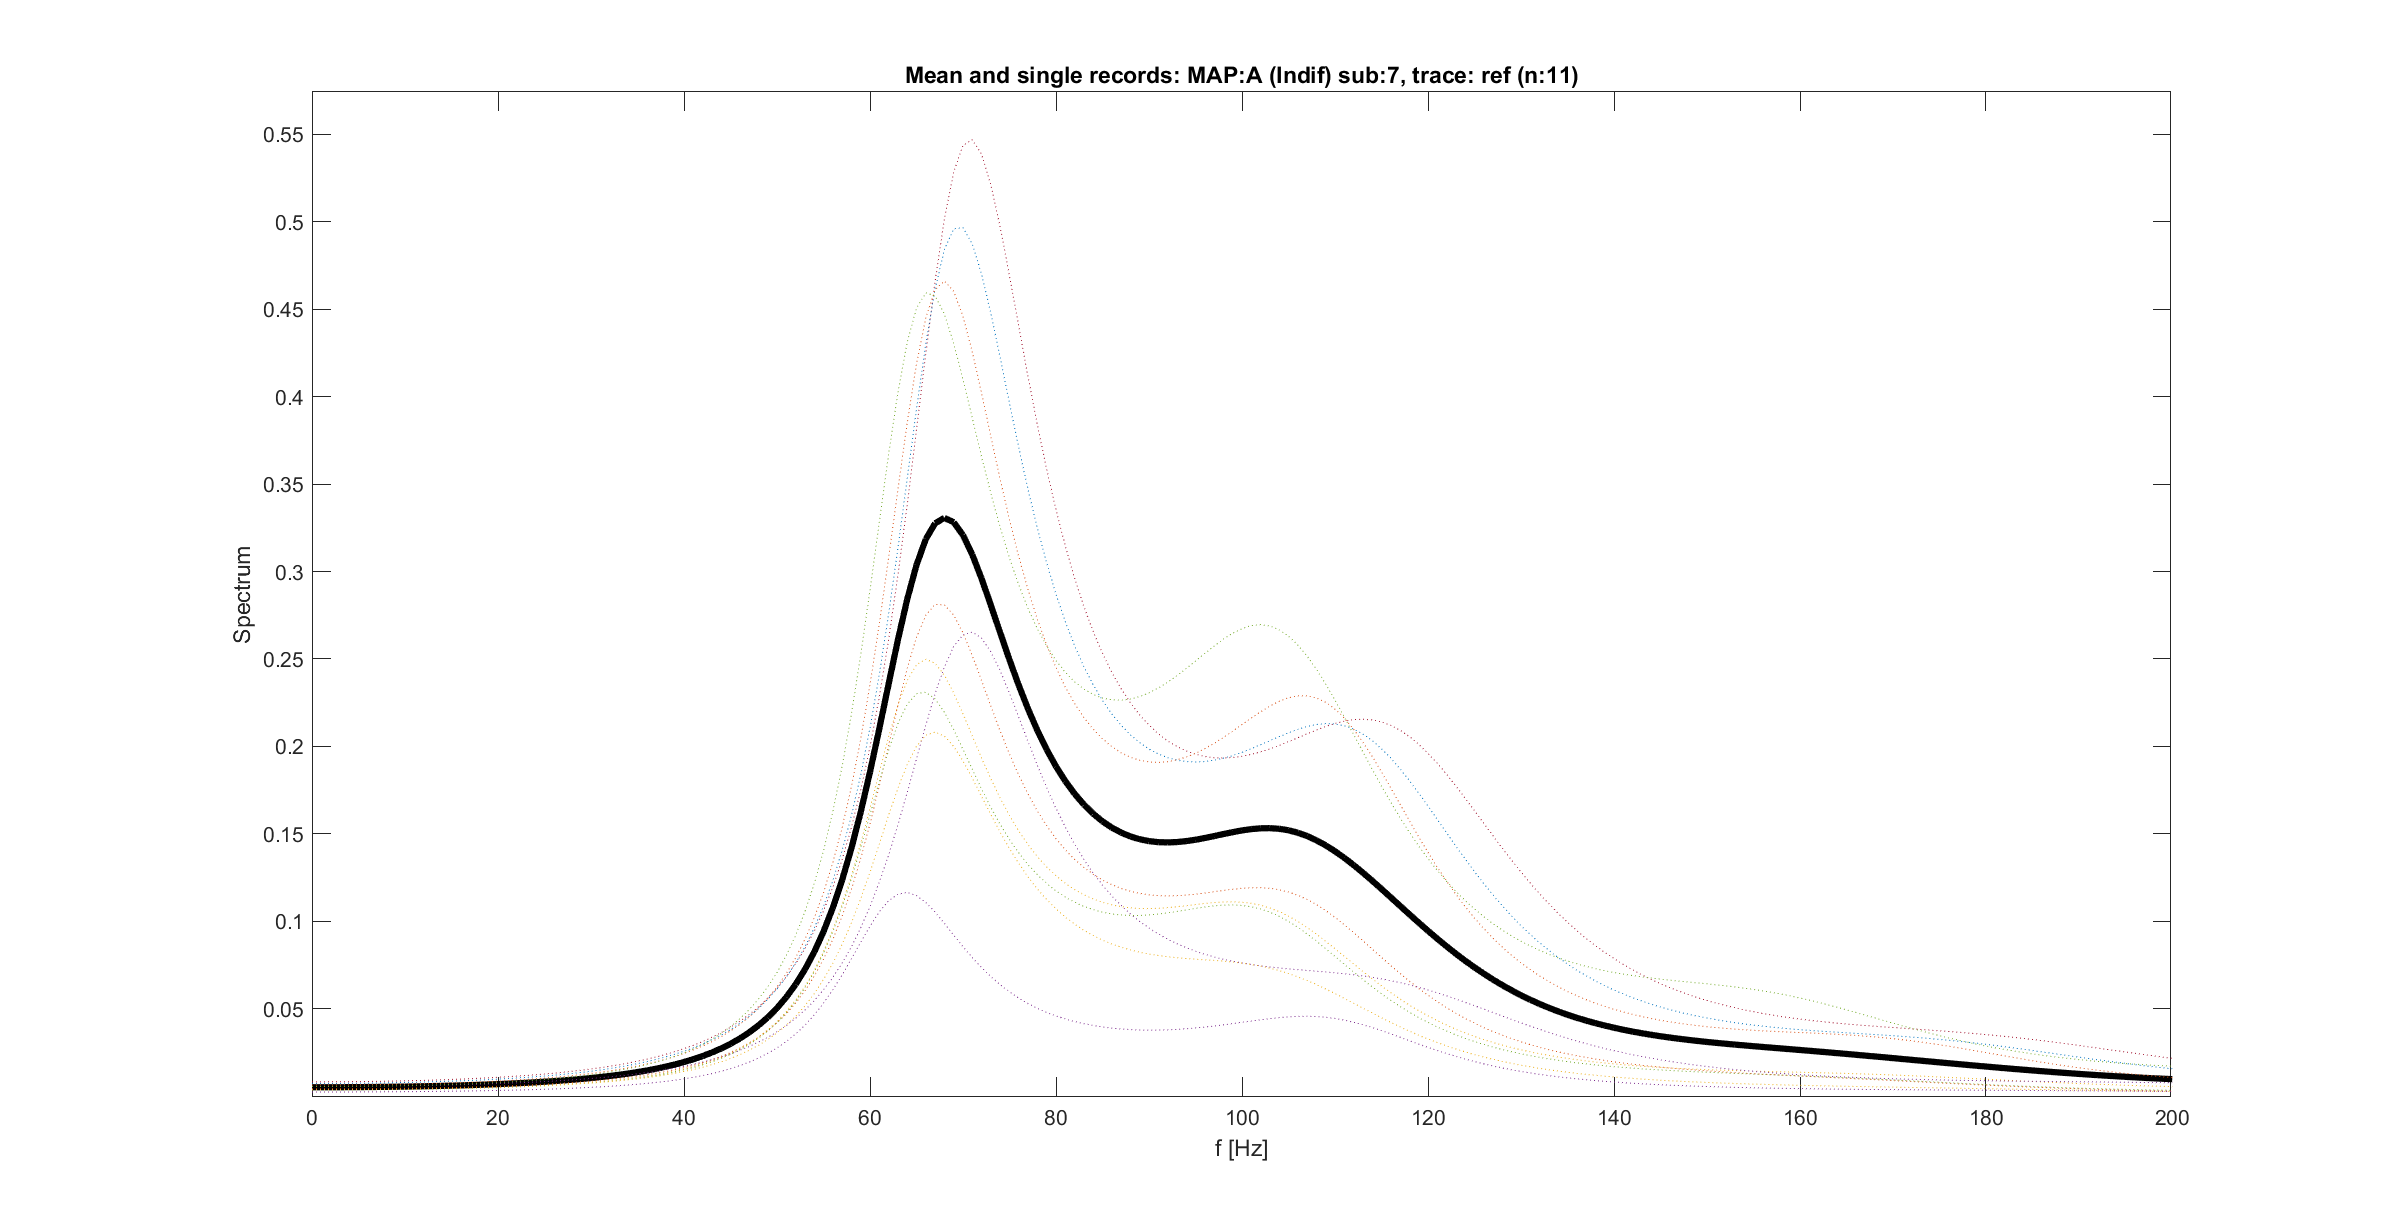 Mean and single records: MAP:A (Indif) sub:7, trace: ref (n:11)
0.55
0.5
0.45
0.4
0.35
0.3
0.25
0.2
0.15
0.1
0.05
Spectrum
0 20 40 60 80 100 120 140 160 180 200
f [Hz]